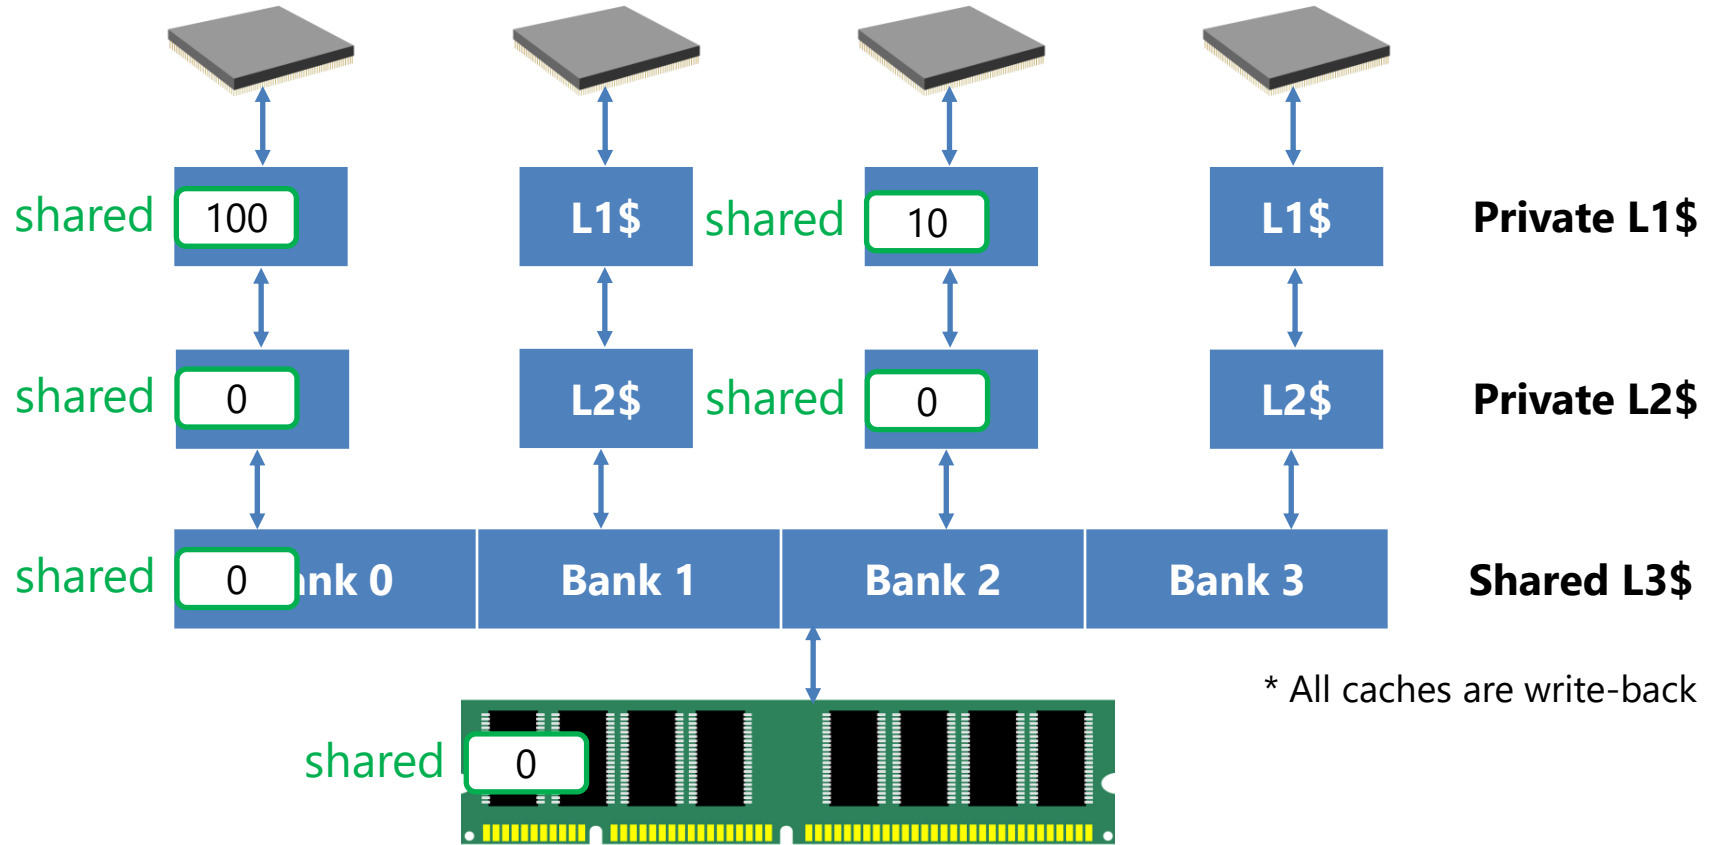 shared 100 L1$ shared 10 L1$ Private L1$
shared 0 L2$ shared 0 L2$ Private L2$
shared 0 nk 0 Bank 1 Bank 2 Bank 3 Shared L3$
* All caches are write-back
shared 0